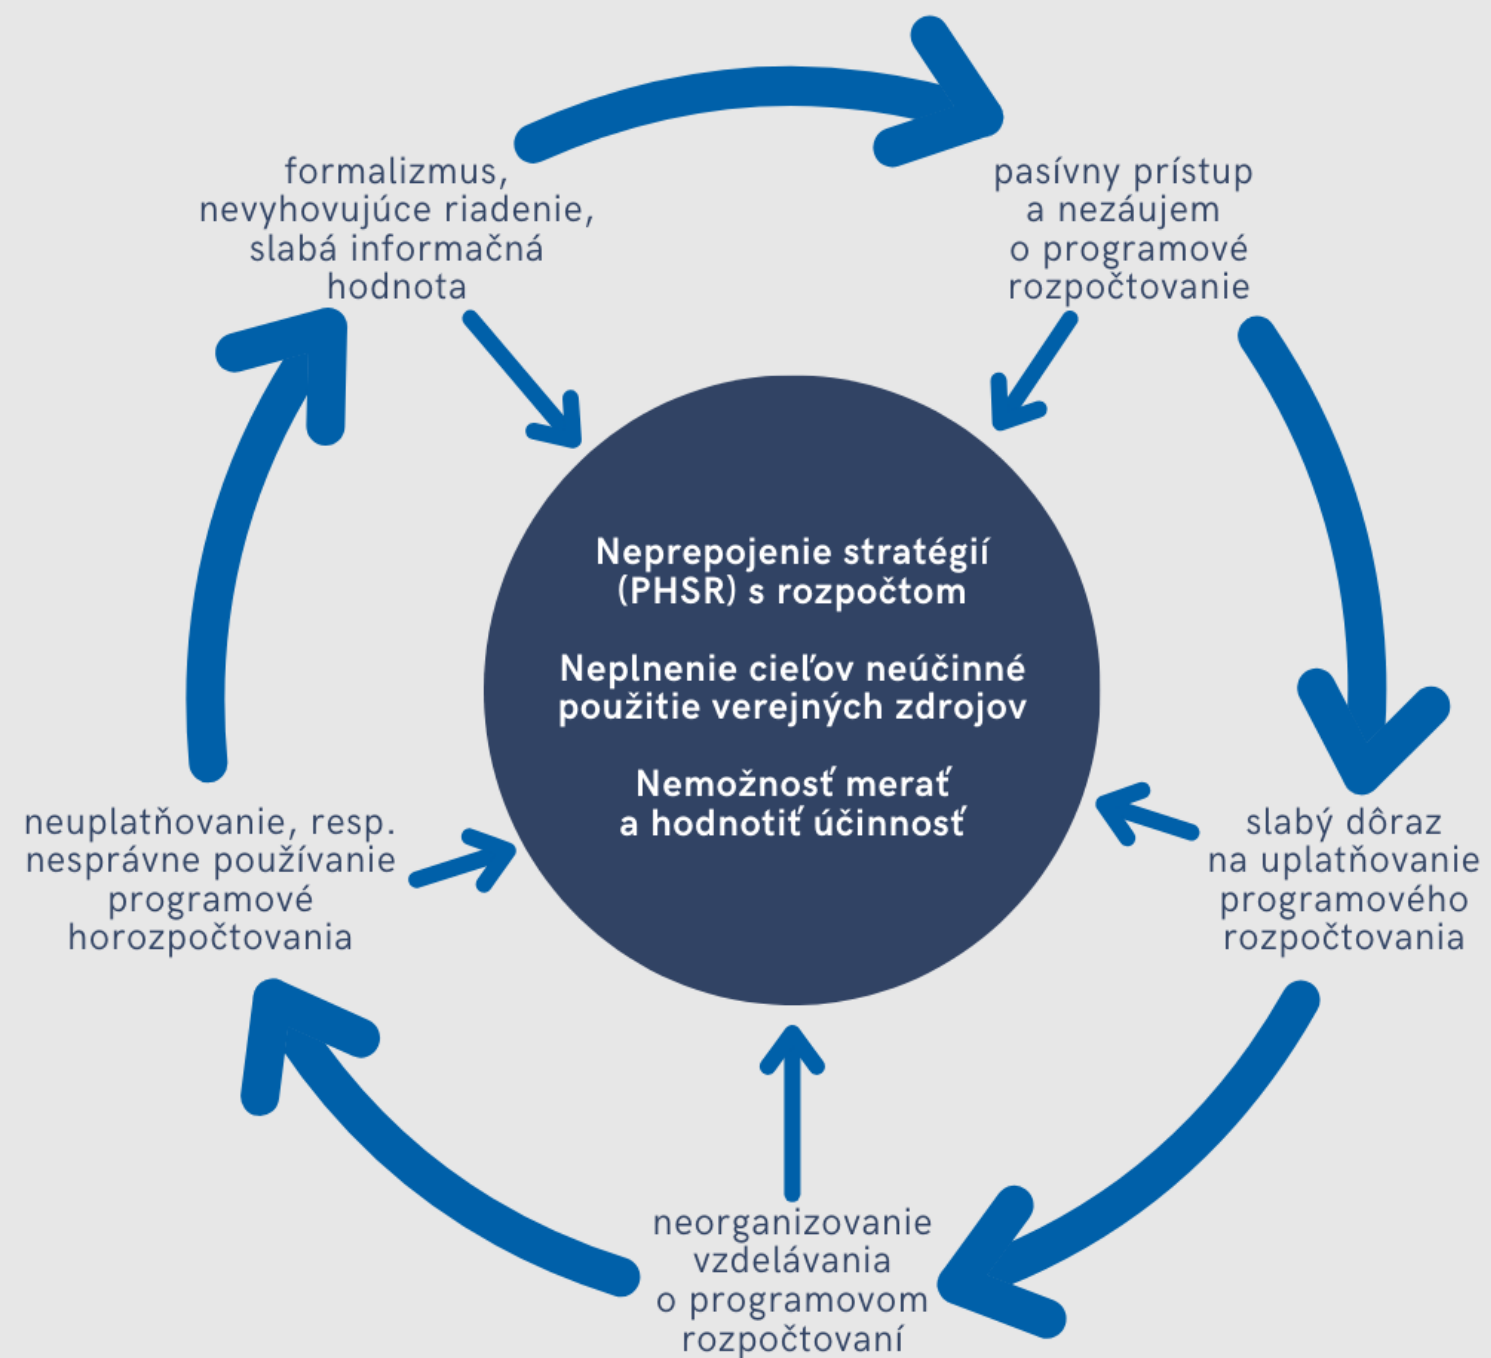 formalizmus,
nevyhovujúce riadenie,
slabá informačná
hodnota
pasívny prístup
a nezáujem
o programové
rozpočtovanie
Neprepojenie stratégií
(PHSR) s rozpočtom
Neplnenie cieľov neúčinné
použitie verejných zdrojov
Nemožnosť merať
a hodnotiť účinnosť
neuplatňovanie, resp.
nesprávne používanie
programové
horozpočtovania
slabý dôraz
na uplatňovanie
programového
rozpočtovania
neorganizovanie
vzdelávania
o programovom
rozpočtovaní